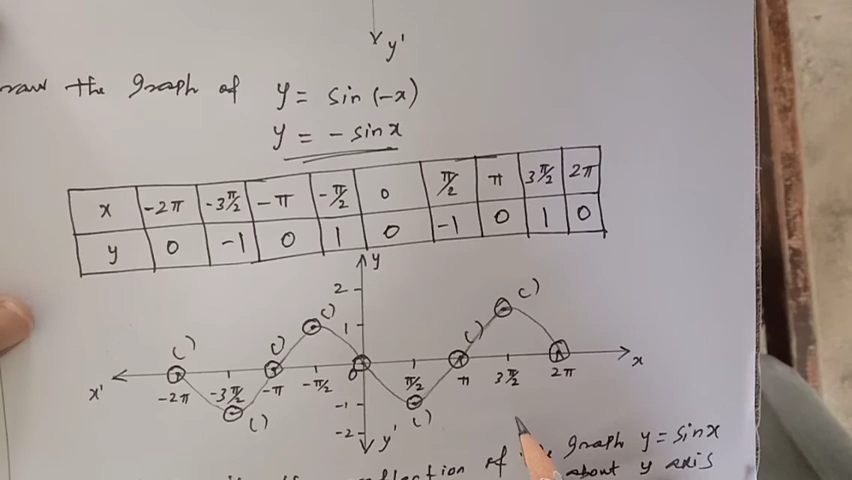 y'
the graph of y = sin (-x)
y = - sin x
x -2π -3π/2 -π -π/2 0 π/2 π 3π/2 2π
y 0 -1 0 1 0 -1 0 1 0
y
2
( ) ( ) ( ) 1 ( ) ( )
x' 0 x
-2π -3π/2 -π -π/2 π/2 π 3π/2 2π
( ) -1 ( )
-2 y'
of graph y = sin x
about y axis